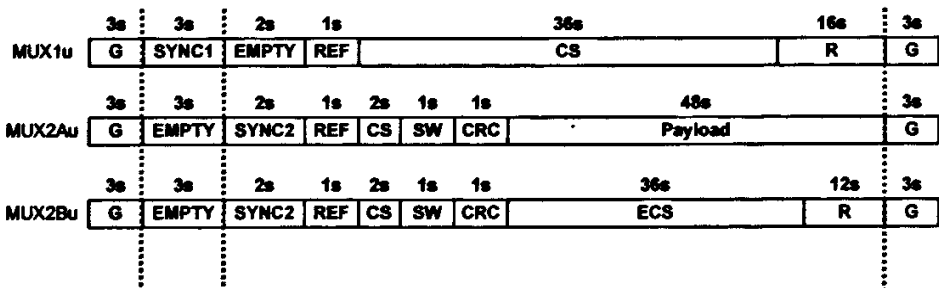 3s 3s 2s 1s 36s 16s 3s
MUX1u G SYNC1 EMPTY REF CS R G
3s 3s 2s 1s 2s 1s 1s 48s 3s
MUX2Au G EMPTY SYNC2 REF CS SW CRC Payload G
3s 3s 2s 1s 2s 1s 1s 36s 12s 3s
MUX2Bu G EMPTY SYNC2 REF CS SW CRC ECS R G